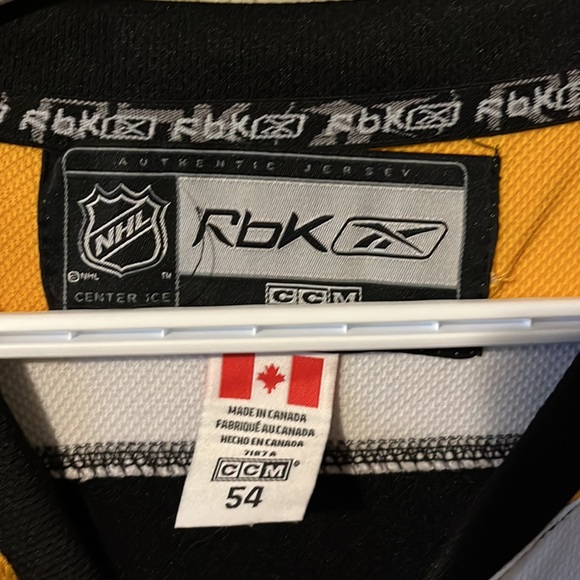 RbK RbK RbK RbK
AUTHENTIC JERSEY
NHL
RbK
© NHL
TM
CENTER ICE
CCM
MADE IN CANADA
FABRIQUÉ AU CANADA
HECHO EN CANADA
7187A
CCM®
54